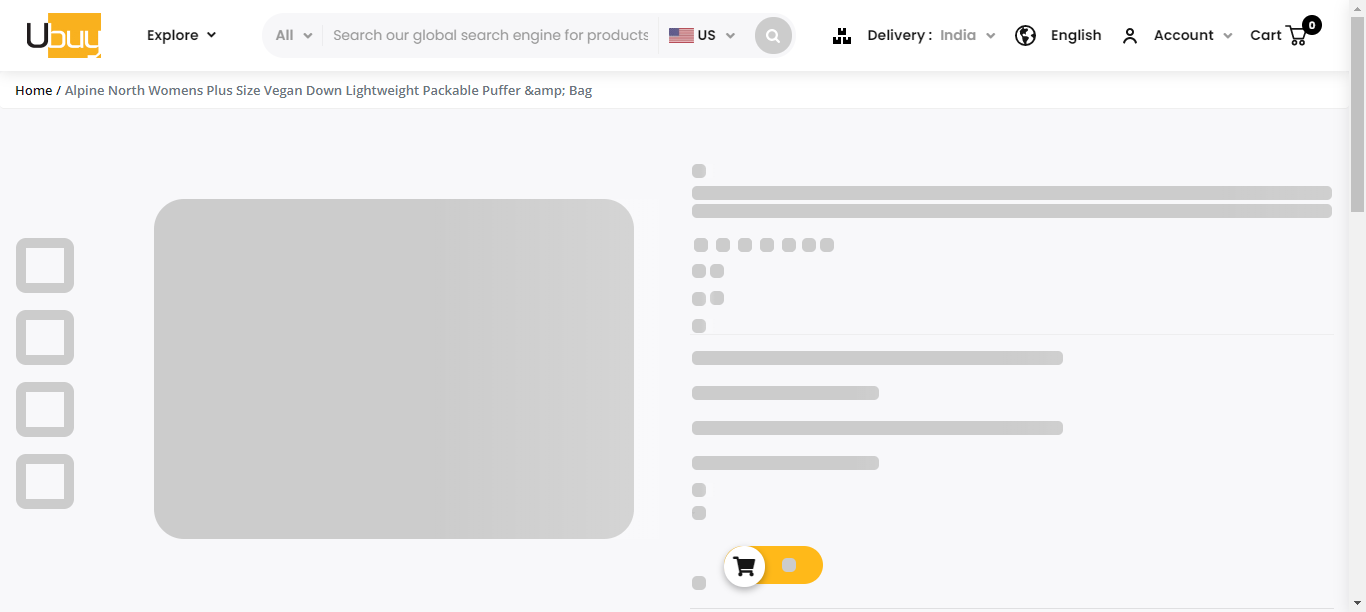 Ubuy
Explore
All
Search our global search engine for products
US
Delivery :
India
English
Account
Cart
0
Home / Alpine North Womens Plus Size Vegan Down Lightweight Packable Puffer &amp; Bag